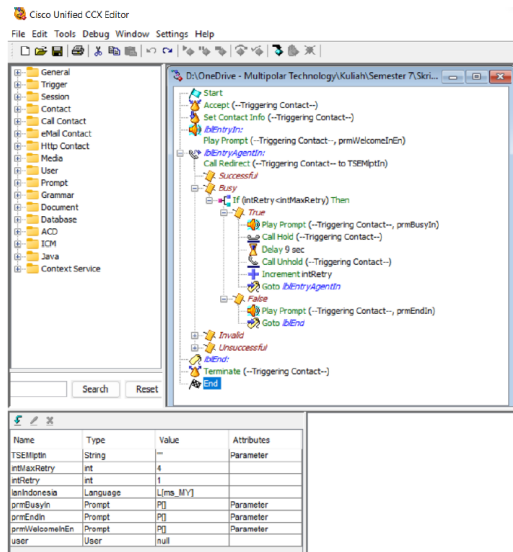 Cisco Unified CCX Editor
File Edit Tools Debug Window Settings Help
General
Trigger
Session
Contact
Call Contact
eMail Contact
Http Contact
Media
User
Prompt
Grammar
Document
Database
ACD
ICM
Java
Context Service
Search Reset
D:\OneDrive - Multipolar Technology\Kuliah\Semester 7\Skri...
Start
Accept (--Triggering Contact--)
Set Contact Info (--Triggering Contact--)
lblEntryIn:
Play Prompt (--Triggering Contact--, prmWelcomeInEn)
lblEntryAgentIn:
Call Redirect (--Triggering Contact-- to TSEMlptIn)
Successful
Busy
If (intRetry<intMaxRetry) Then
True
Play Prompt (--Triggering Contact--, prmBusyIn)
Call Hold (--Triggering Contact--)
Delay 9 sec
Call Unhold (--Triggering Contact--)
Increment intRetry
Goto lblEntryAgentIn
False
Play Prompt (--Triggering Contact--, prmEndIn)
Goto lblEnd
Invalid
Unsuccessful
lblEnd:
Terminate (--Triggering Contact--)
End
Name Type Value Attributes
TSEMlptIn String "" Parameter
intMaxRetry int 4
intRetry int 1
lanIndonesia Language L[ms_MY]
prmBusyIn Prompt P[] Parameter
prmEndIn Prompt P[] Parameter
prmWelcomeInEn Prompt P[] Parameter
user User null